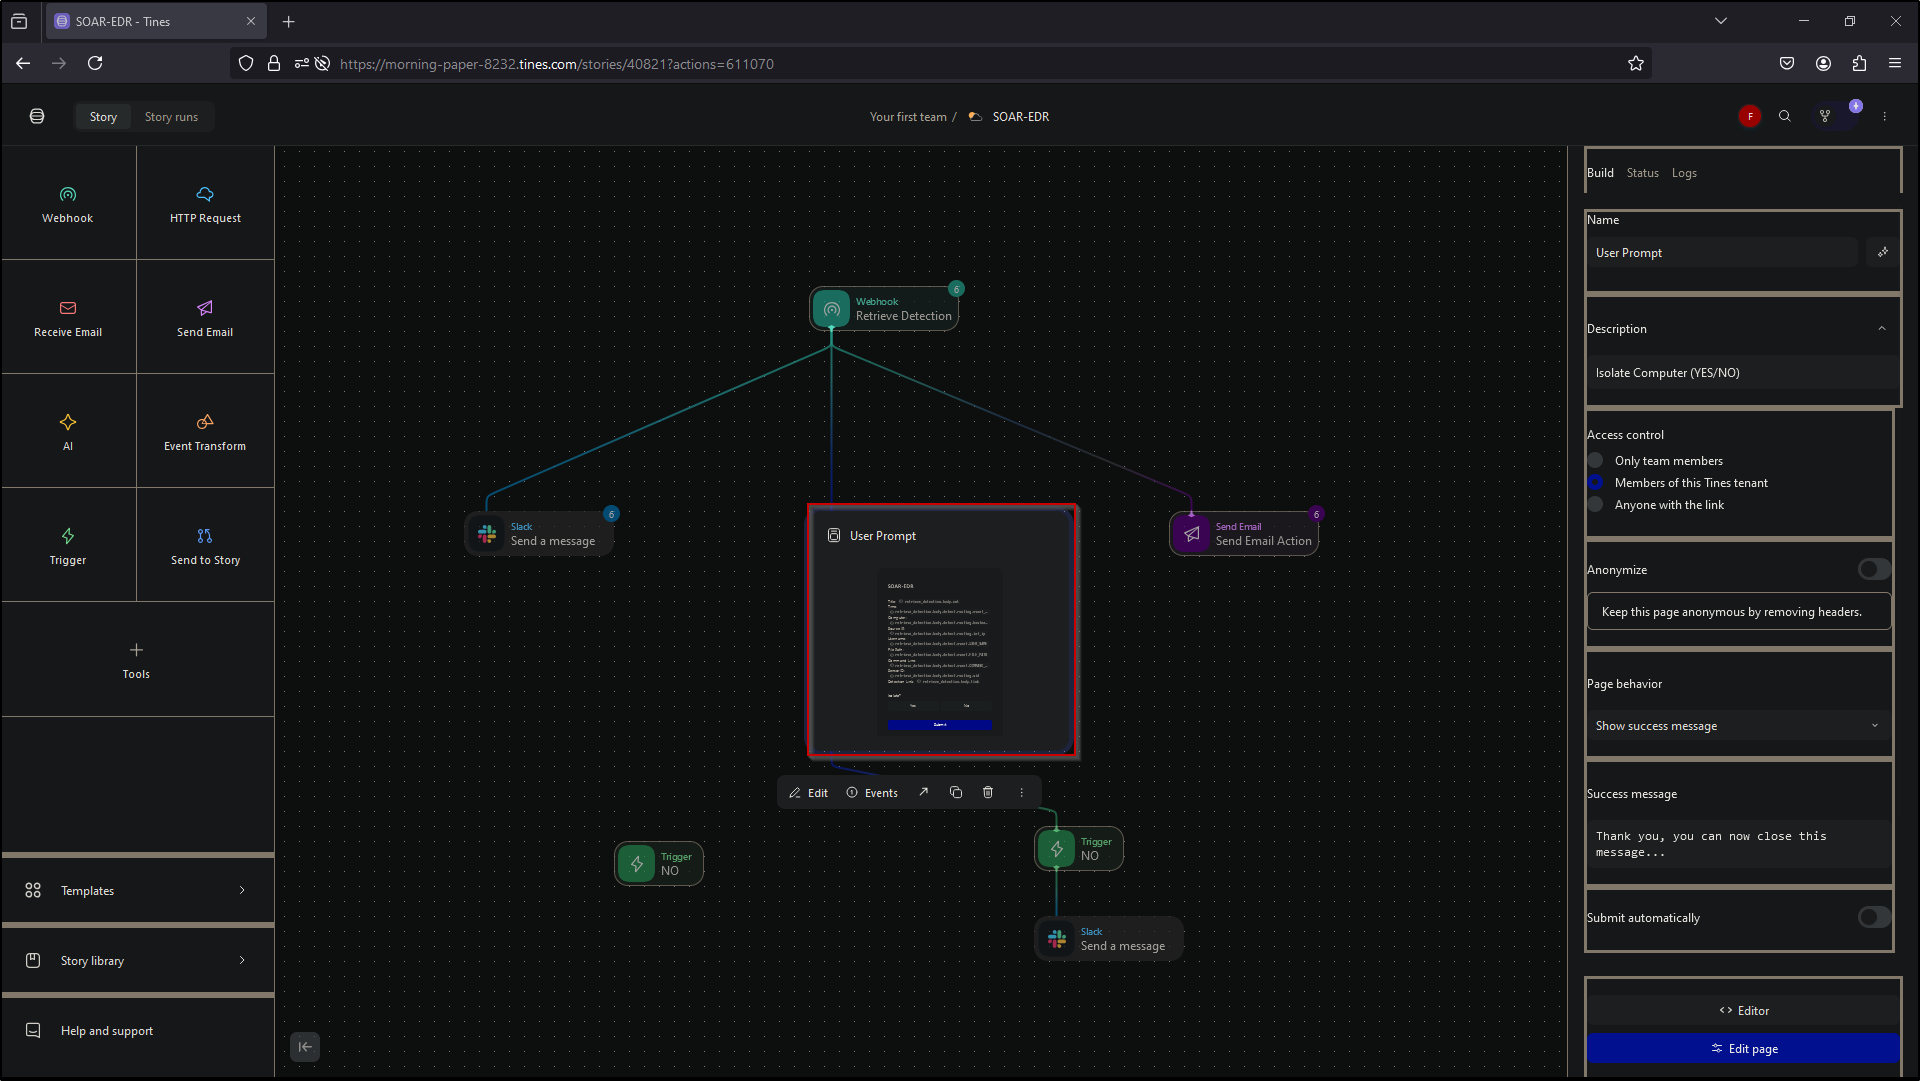 SOAR-EDR - Tines
https://morning-paper-8232.tines.com/stories/40821?actions=611070
Story
Story runs
Your first team /
SOAR-EDR
F
Webhook
HTTP Request
Receive Email
Send Email
AI
Event Transform
Trigger
Send to Story
Tools
Templates
Story library
Help and support
Webhook
Retrieve Detection
6
Slack
Send a message
6
User Prompt
SOAR-EDR
Send Email
Send Email Action
6
Submit
Edit
Events
Trigger
NO
Trigger
NO
Slack
Send a message
Build
Status
Logs
Name
User Prompt
Description
Isolate Computer (YES/NO)
Access control
Only team members
Members of this Tines tenant
Anyone with the link
Anonymize
Keep this page anonymous by removing headers.
Page behavior
Show success message
Success message
Thank you, you can now close this
message...
Submit automatically
Editor
Edit page